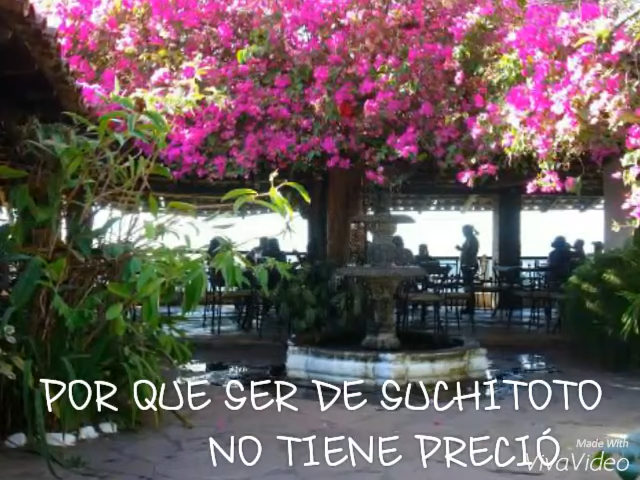 POR QUE SER DE SUCHITOTO
NO TIENE PRECIÓ
Made With
VivaVideo